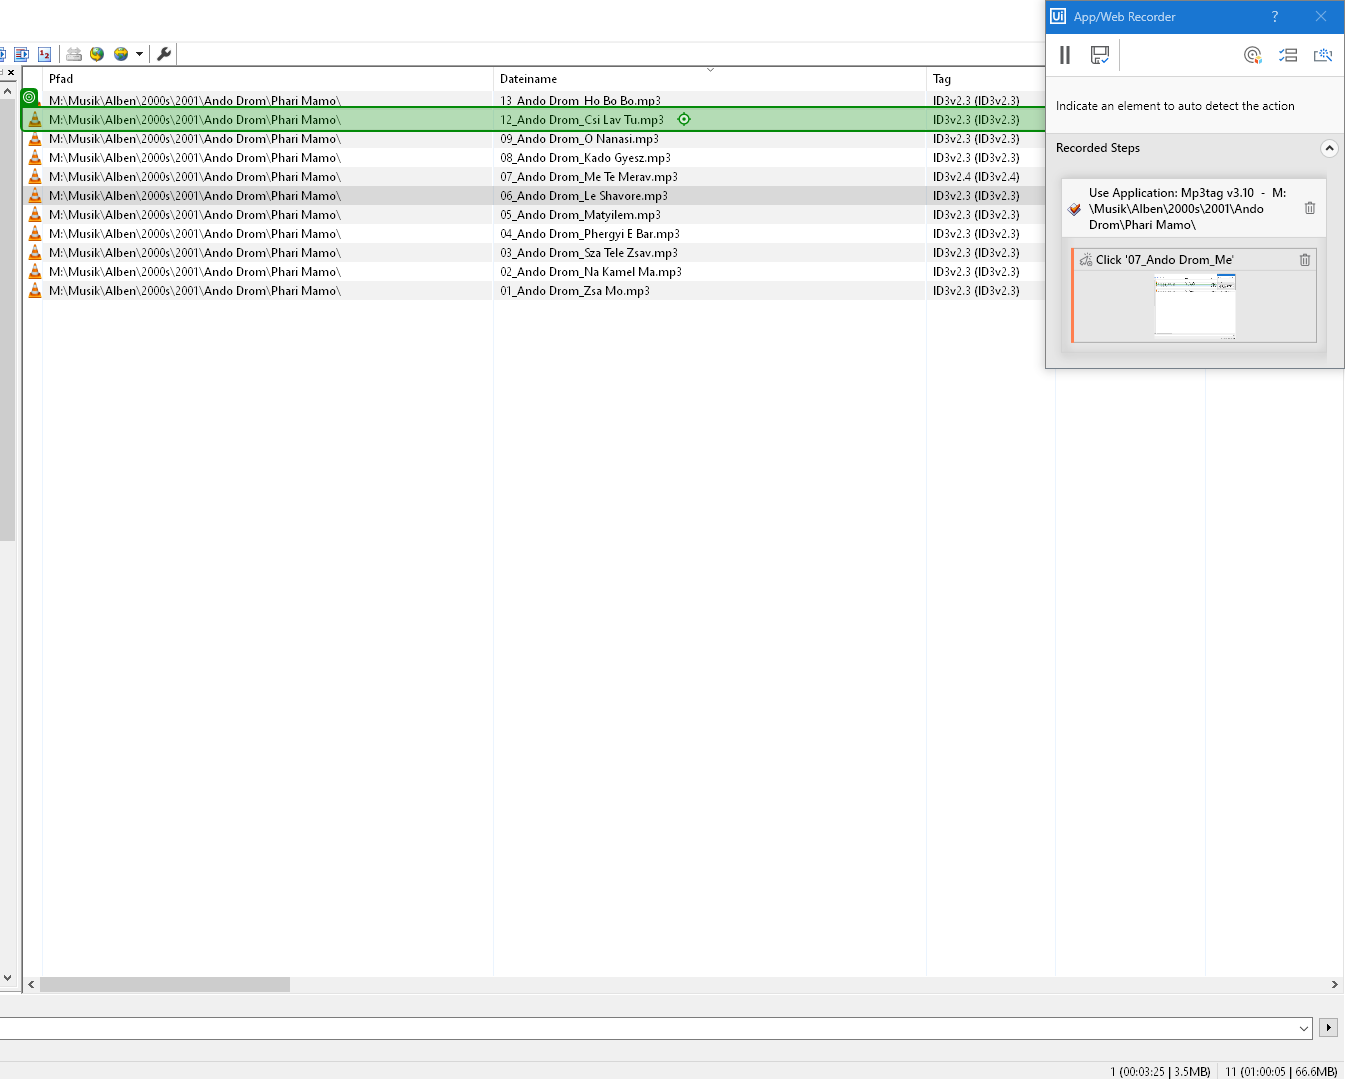 Ui App/Web Recorder ?
Indicate an element to auto detect the action
Recorded Steps
Use Application: Mp3tag v3.10 - M:
\Musik\Alben\2000s\2001\Ando
Drom\Phari Mamo\
Click '07_Ando Drom_Me'
Pfad Dateiname Tag
M:\Musik\Alben\2000s\2001\Ando Drom\Phari Mamo\ 13_Ando Drom_Ho Bo Bo.mp3 ID3v2.3 (ID3v2.3)
M:\Musik\Alben\2000s\2001\Ando Drom\Phari Mamo\ 12_Ando Drom_Csi Lav Tu.mp3 ID3v2.3 (ID3v2.3)
M:\Musik\Alben\2000s\2001\Ando Drom\Phari Mamo\ 09_Ando Drom_O Nanasi.mp3 ID3v2.3 (ID3v2.3)
M:\Musik\Alben\2000s\2001\Ando Drom\Phari Mamo\ 08_Ando Drom_Kado Gyesz.mp3 ID3v2.3 (ID3v2.3)
M:\Musik\Alben\2000s\2001\Ando Drom\Phari Mamo\ 07_Ando Drom_Me Te Merav.mp3 ID3v2.4 (ID3v2.4)
M:\Musik\Alben\2000s\2001\Ando Drom\Phari Mamo\ 06_Ando Drom_Le Shavore.mp3 ID3v2.3 (ID3v2.3)
M:\Musik\Alben\2000s\2001\Ando Drom\Phari Mamo\ 05_Ando Drom_Matyilem.mp3 ID3v2.3 (ID3v2.3)
M:\Musik\Alben\2000s\2001\Ando Drom\Phari Mamo\ 04_Ando Drom_Phergyi E Bar.mp3 ID3v2.3 (ID3v2.3)
M:\Musik\Alben\2000s\2001\Ando Drom\Phari Mamo\ 03_Ando Drom_Sza Tele Zsav.mp3 ID3v2.3 (ID3v2.3)
M:\Musik\Alben\2000s\2001\Ando Drom\Phari Mamo\ 02_Ando Drom_Na Kamel Ma.mp3 ID3v2.3 (ID3v2.3)
M:\Musik\Alben\2000s\2001\Ando Drom\Phari Mamo\ 01_Ando Drom_Zsa Mo.mp3 ID3v2.3 (ID3v2.3)
1 (00:03:25 | 3.5MB) 11 (01:00:05 | 66.6MB)